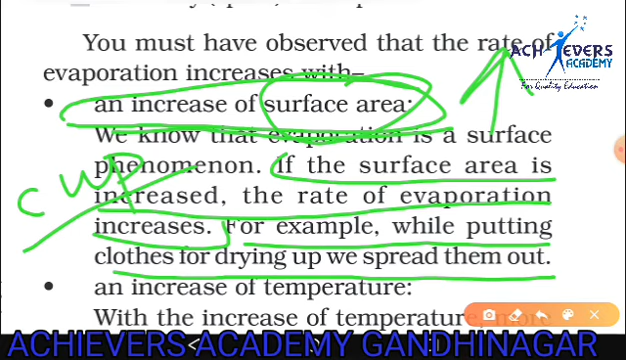 You must have observed that the rate of
evaporation increases with–
ACHIEVERS
ACADEMY
For Quality Education
• an increase of surface area:
We know that evaporation is a surface
phenomenon. If the surface area is
increased, the rate of evaporation
increases. For example, while putting
clothes for drying up we spread them out.
CWP
• an increase of temperature:
With the increase of temperature, more
ACHIEVERS ACADEMY GANDHINAGAR